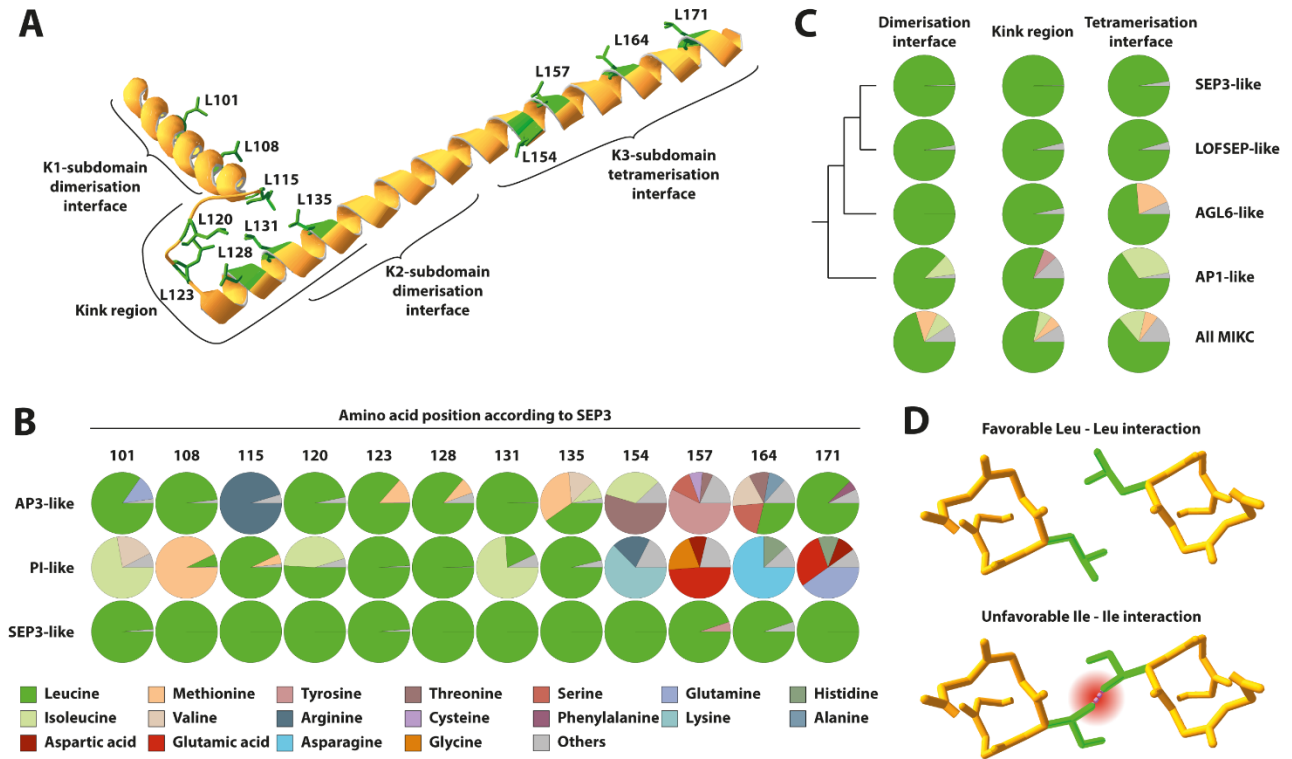 A
L101
L108
L115
L120
L123
L128
L131
L135
L154
L157
L164
L171
K1-subdomain
dimerisation
interface
Kink region
K2-subdomain
dimerisation
interface
K3-subdomain
tetramerisation
interface
C
Dimerisation
interface
Kink region
Tetramerisation
interface
SEP3-like
LOFSEP-like
AGL6-like
AP1-like
All MIKC
B
Amino acid position according to SEP3
101 108 115 120 123 128 131 135 154 157 164 171
AP3-like
PI-like
SEP3-like
Leucine Methionine Tyrosine Threonine Serine Glutamine Histidine
Isoleucine Valine Arginine Cysteine Phenylalanine Lysine Alanine
Aspartic acid Glutamic acid Asparagine Glycine Others
D
Favorable Leu - Leu interaction
Unfavorable Ile - Ile interaction